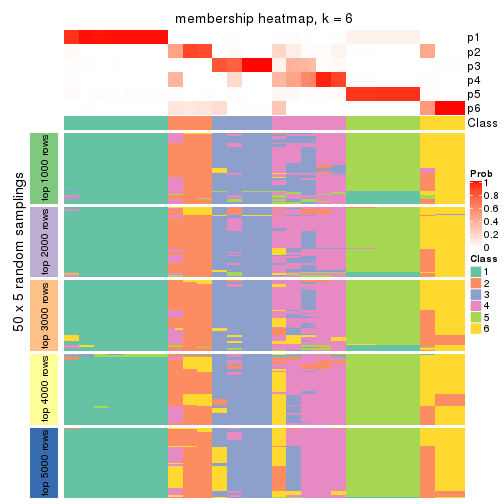 membership heatmap, k = 6
p1
p2
p3
p4
p5
p6
Class
50 x 5 random samplings
top 1000 rows
top 2000 rows
top 3000 rows
top 4000 rows
top 5000 rows
Prob
1
0.8
0.6
0.4
0.2
0
Class
1
2
3
4
5
6